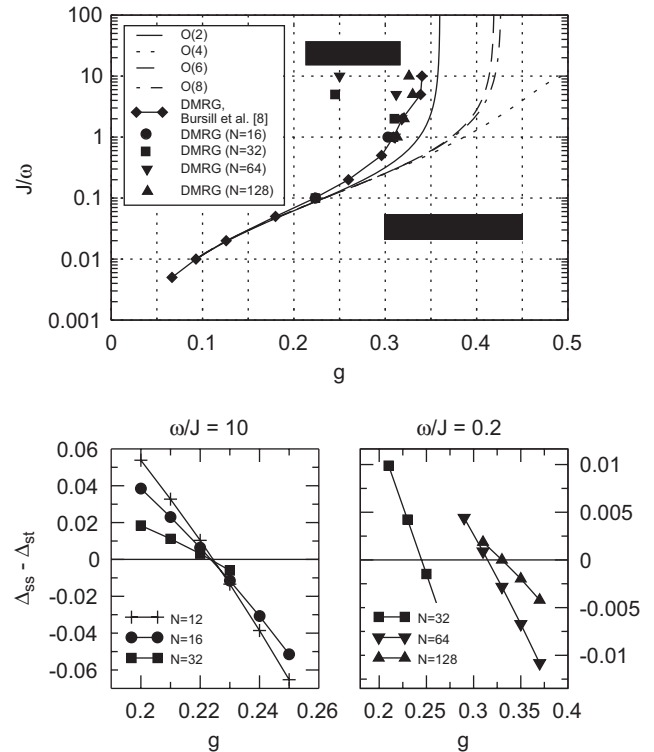 100
10
1
0.1
0.01
0.001
J/ω
O(2)
O(4)
O(6)
O(8)
DMRG,
Bursill et al. [8]
DMRG (N=16)
DMRG (N=32)
DMRG (N=64)
DMRG (N=128)
0 0.1 0.2 0.3 0.4 0.5
g
ω/J = 10
0.06
0.04
0.02
0
-0.02
-0.04
-0.06
Δss - Δst
N=12
N=16
N=32
0.2 0.22 0.24 0.26
g
ω/J = 0.2
0.01
0.005
0
-0.005
-0.01
N=32
N=64
N=128
0.2 0.25 0.3 0.35 0.4
g